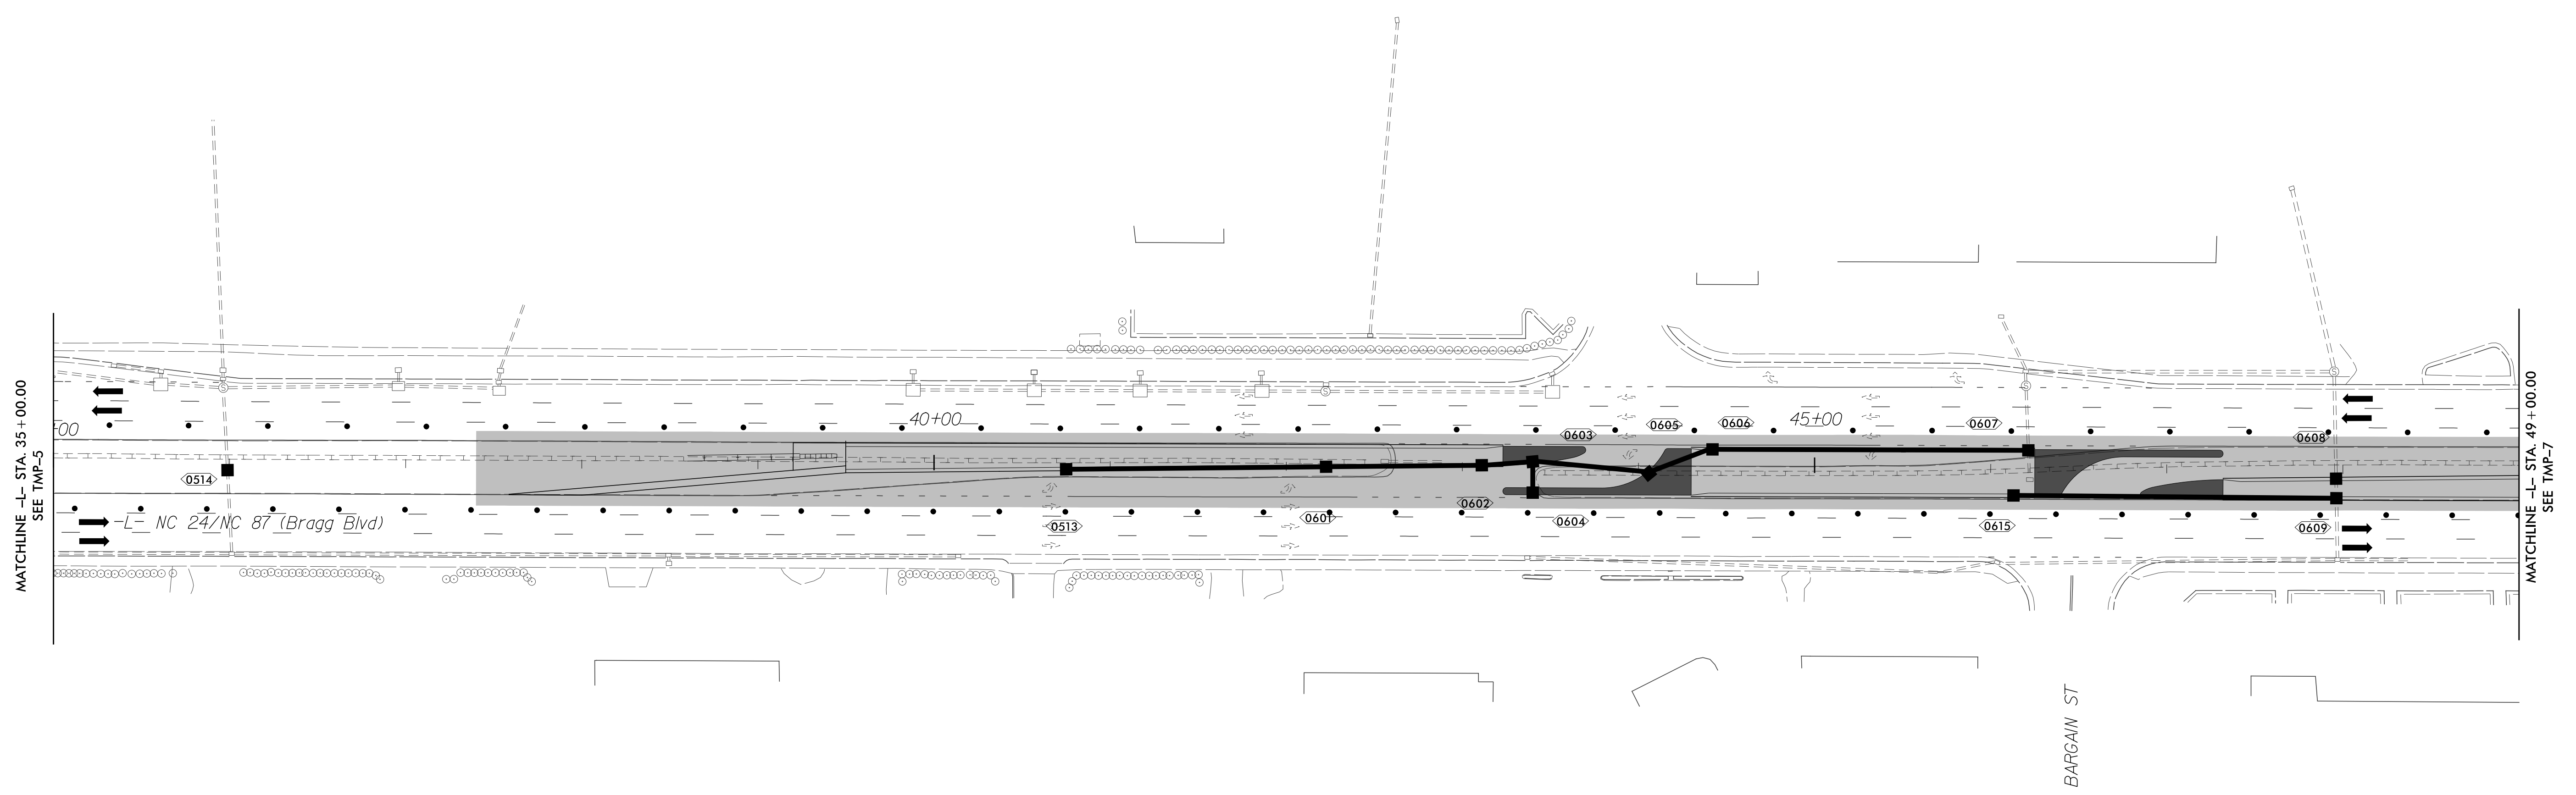 MATCHLINE –L– STA. 35+00.00
SEE TMP–5
+00
40+00
45+00
0603
0605
0606
0607
0608
0514
0602
0601
0513
0604
0615
0609
–L– NC 24/NC 87 (Bragg Blvd)
BARGAIN ST
MATCHLINE –L– STA. 49+00.00
SEE TMP–7
S
S
S
S